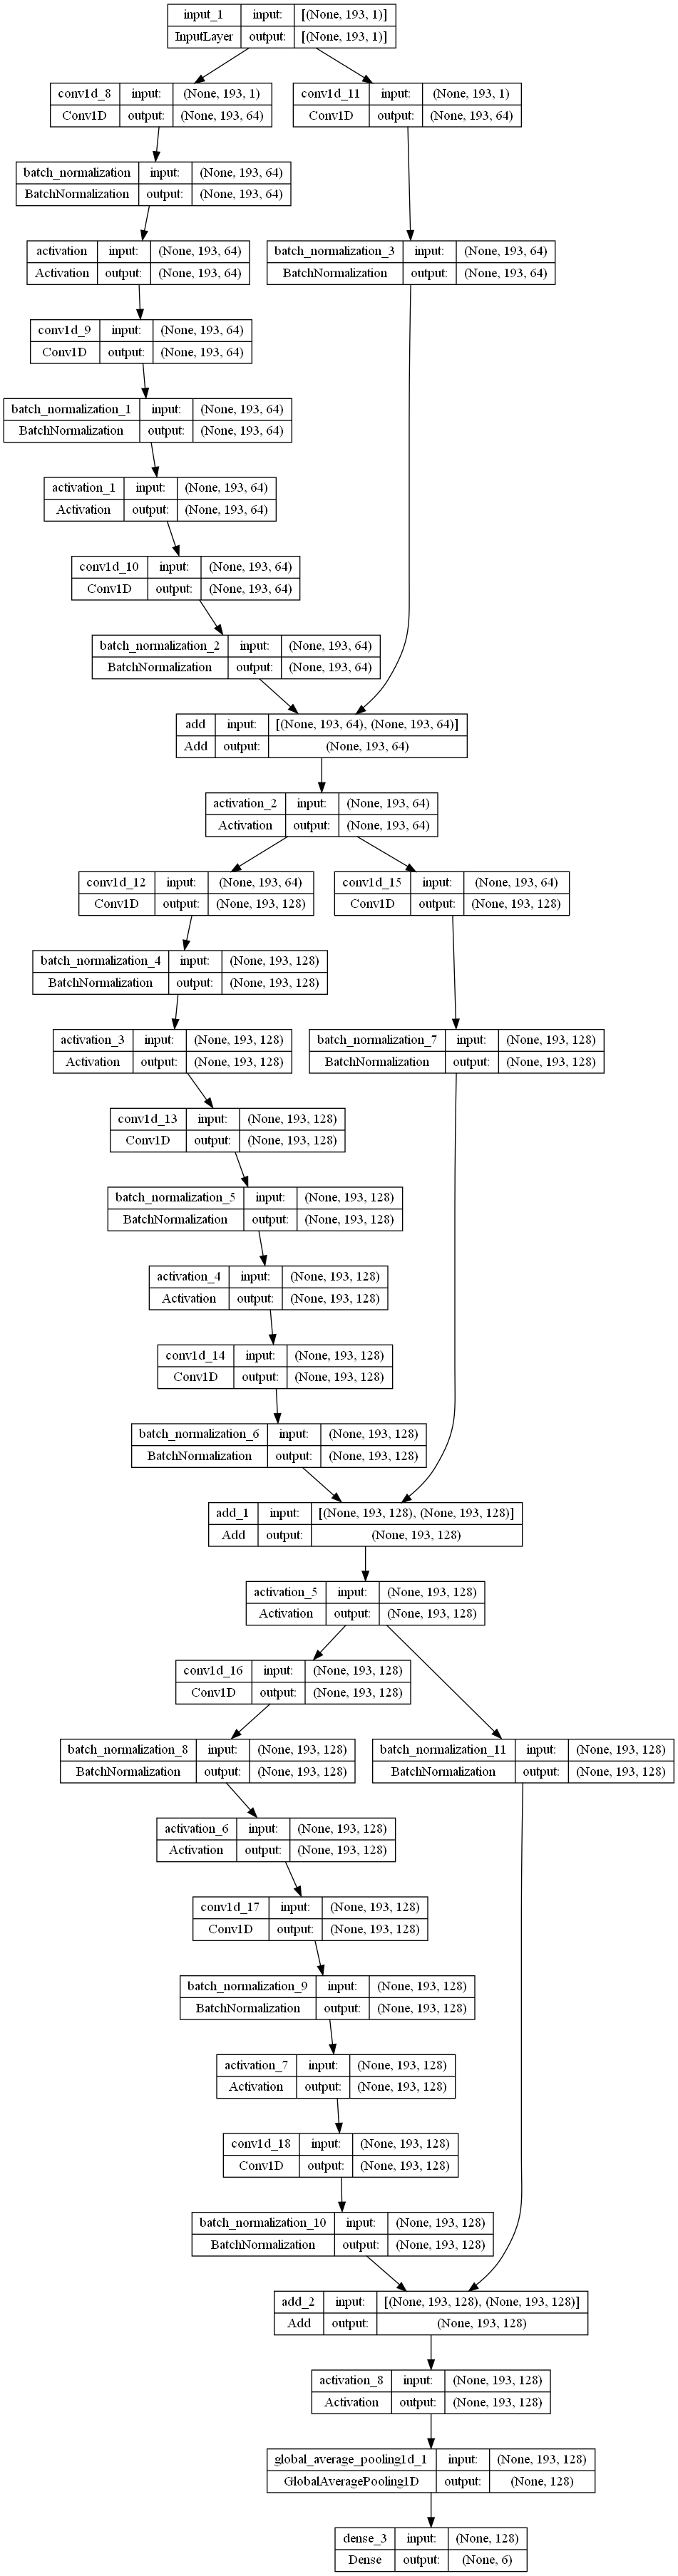 input_1 input: [(None, 193, 1)]
InputLayer output: [(None, 193, 1)]
conv1d_8 input: (None, 193, 1)
Conv1D output: (None, 193, 64)
conv1d_11 input: (None, 193, 1)
Conv1D output: (None, 193, 64)
batch_normalization input: (None, 193, 64)
BatchNormalization output: (None, 193, 64)
activation input: (None, 193, 64)
Activation output: (None, 193, 64)
batch_normalization_3 input: (None, 193, 64)
BatchNormalization output: (None, 193, 64)
conv1d_9 input: (None, 193, 64)
Conv1D output: (None, 193, 64)
batch_normalization_1 input: (None, 193, 64)
BatchNormalization output: (None, 193, 64)
activation_1 input: (None, 193, 64)
Activation output: (None, 193, 64)
conv1d_10 input: (None, 193, 64)
Conv1D output: (None, 193, 64)
batch_normalization_2 input: (None, 193, 64)
BatchNormalization output: (None, 193, 64)
add input: [(None, 193, 64), (None, 193, 64)]
Add output: (None, 193, 64)
activation_2 input: (None, 193, 64)
Activation output: (None, 193, 64)
conv1d_12 input: (None, 193, 64)
Conv1D output: (None, 193, 128)
conv1d_15 input: (None, 193, 64)
Conv1D output: (None, 193, 128)
batch_normalization_4 input: (None, 193, 128)
BatchNormalization output: (None, 193, 128)
activation_3 input: (None, 193, 128)
Activation output: (None, 193, 128)
batch_normalization_7 input: (None, 193, 128)
BatchNormalization output: (None, 193, 128)
conv1d_13 input: (None, 193, 128)
Conv1D output: (None, 193, 128)
batch_normalization_5 input: (None, 193, 128)
BatchNormalization output: (None, 193, 128)
activation_4 input: (None, 193, 128)
Activation output: (None, 193, 128)
conv1d_14 input: (None, 193, 128)
Conv1D output: (None, 193, 128)
batch_normalization_6 input: (None, 193, 128)
BatchNormalization output: (None, 193, 128)
add_1 input: [(None, 193, 128), (None, 193, 128)]
Add output: (None, 193, 128)
activation_5 input: (None, 193, 128)
Activation output: (None, 193, 128)
conv1d_16 input: (None, 193, 128)
Conv1D output: (None, 193, 128)
batch_normalization_8 input: (None, 193, 128)
BatchNormalization output: (None, 193, 128)
batch_normalization_11 input: (None, 193, 128)
BatchNormalization output: (None, 193, 128)
activation_6 input: (None, 193, 128)
Activation output: (None, 193, 128)
conv1d_17 input: (None, 193, 128)
Conv1D output: (None, 193, 128)
batch_normalization_9 input: (None, 193, 128)
BatchNormalization output: (None, 193, 128)
activation_7 input: (None, 193, 128)
Activation output: (None, 193, 128)
conv1d_18 input: (None, 193, 128)
Conv1D output: (None, 193, 128)
batch_normalization_10 input: (None, 193, 128)
BatchNormalization output: (None, 193, 128)
add_2 input: [(None, 193, 128), (None, 193, 128)]
Add output: (None, 193, 128)
activation_8 input: (None, 193, 128)
Activation output: (None, 193, 128)
global_average_pooling1d_1 input: (None, 193, 128)
GlobalAveragePooling1D output: (None, 128)
dense_3 input: (None, 128)
Dense output: (None, 6)